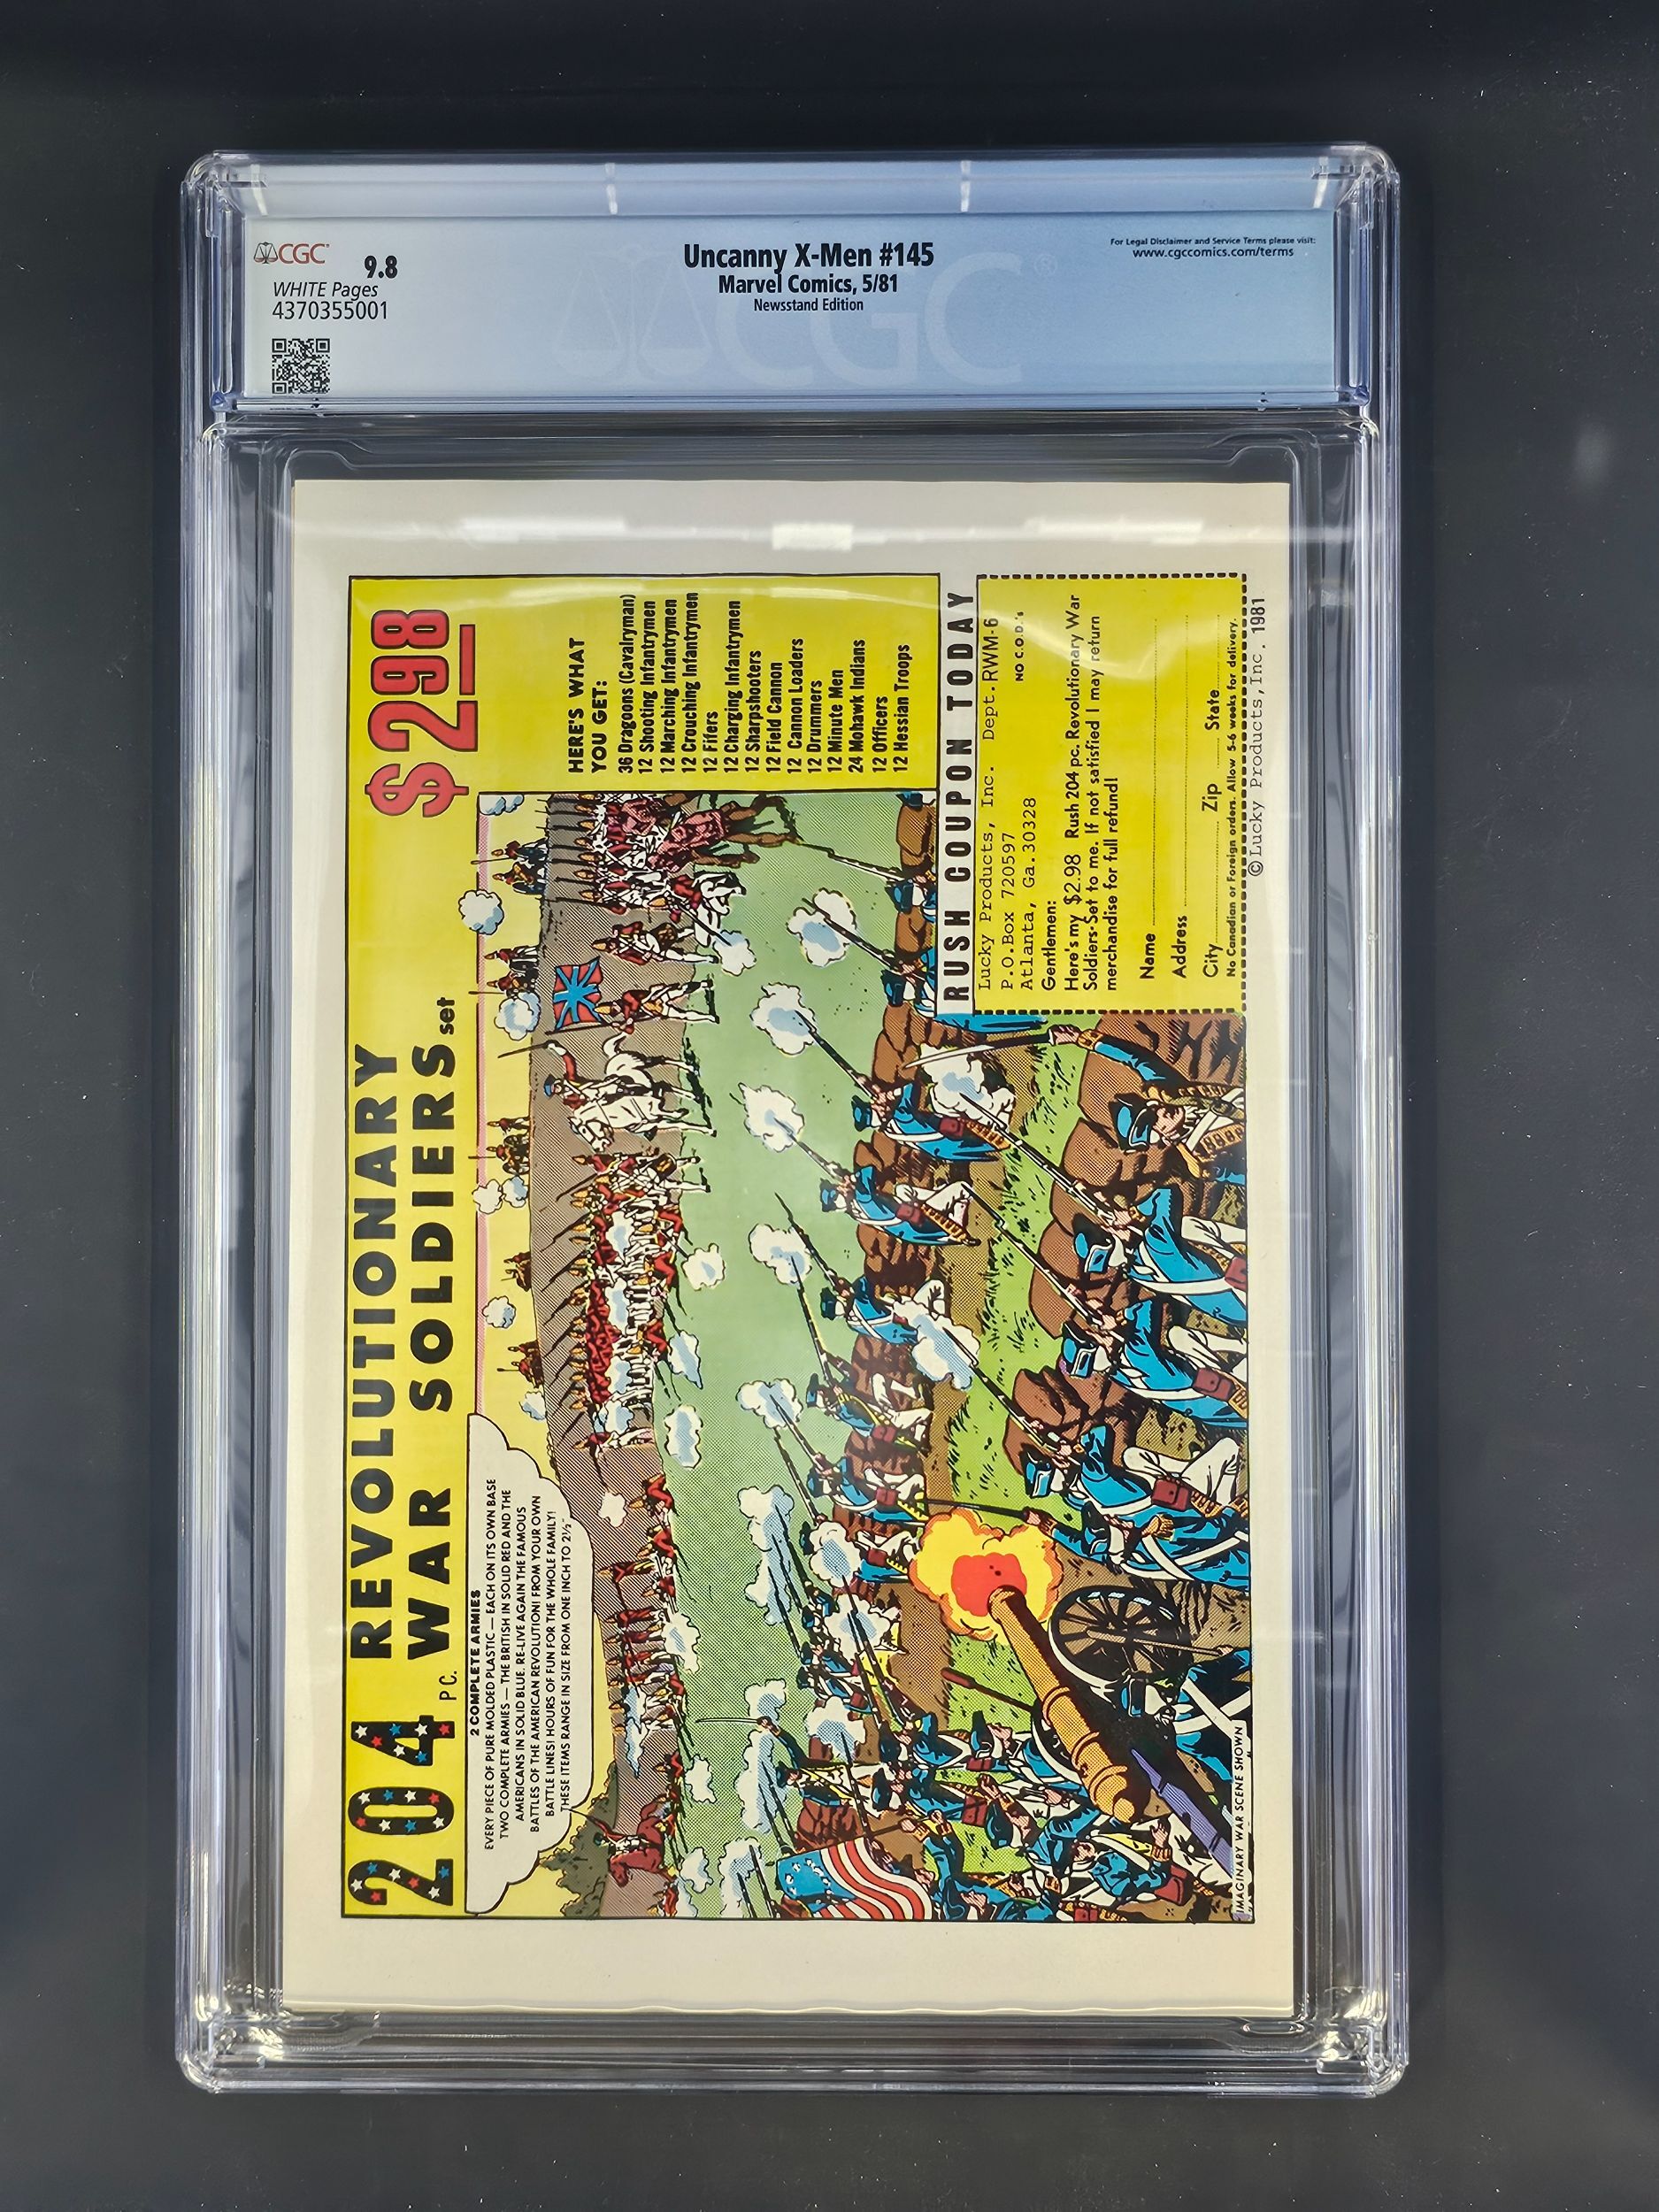 CGC
9.8
WHITE Pages
4370355001
Uncanny X-Men #145
Marvel Comics, 5/81
Newsstand Edition
For Legal Disclaimer and Service Terms please visit:
www.cgccomics.com/terms
CGC
204 PC. REVOLUTIONARY
WAR SOLDIERS set
$2.98
2 COMPLETE ARMIES
EVERY PIECE OF PURE MOLDED PLASTIC — EACH ON ITS OWN BASE
TWO COMPLETE ARMIES — THE BRITISH IN SOLID RED AND THE
AMERICANS IN SOLID BLUE. RE-LIVE AGAIN THE FAMOUS
BATTLES OF THE AMERICAN REVOLUTION! FROM YOUR OWN
BATTLE LINES! HOURS OF FUN FOR THE WHOLE FAMILY!
THESE ITEMS RANGE IN SIZE FROM ONE INCH TO 2½"
HERE'S WHAT
YOU GET:
36 Dragoons (Cavalryman)
12 Shooting Infantrymen
12 Marching Infantrymen
12 Crouching Infantrymen
12 Fifers
12 Charging Infantrymen
12 Sharpshooters
12 Field Cannon
12 Cannon Loaders
12 Drummers
12 Minute Men
24 Mohawk Indians
12 Officers
12 Hessian Troops
RUSH COUPON TODAY
Lucky Products, Inc. Dept.RWM-6
P.O.Box 720597 NO C.O.D.'s
Atlanta, Ga.30328
Gentlemen:
Here's my $2.98 Rush 204 pc. Revolutionary War
Soldiers Set to me. If not satisfied I may return
merchandise for full refund!
Name
Address
City Zip State
No Canadian or Foreign orders. Allow 5-6 weeks for delivery.
©Lucky Products,Inc. 1981
IMAGINARY WAR SCENE SHOWN